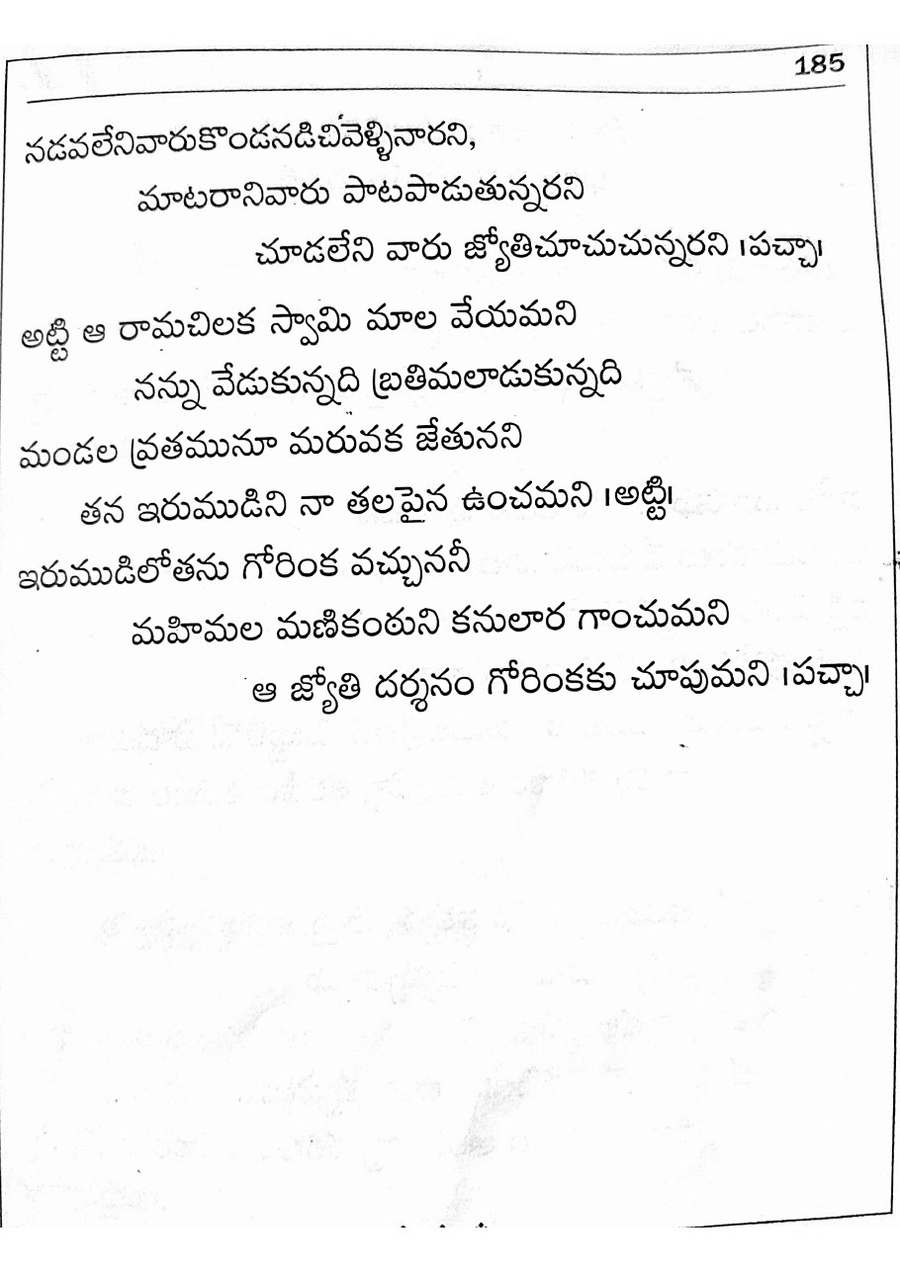 185
నడవలేనివారుకొండనడిచివెళ్ళినారని,
మాటరానివారు పాటపాడుతున్నరని
చూడలేని వారు జ్యోతిచూచుచున్నరని ।పచ్చా।
అట్టి ఆ రామచిలక స్వామి మాల వేయమని
నన్ను వేడుకున్నది బ్రతిమలాడుకున్నది
మండల వ్రతమునూ మరువక జేతునని
తన ఇరుముడిని నా తలపైన ఉంచమని ।అట్టి।
ఇరుముడిలోతను గోరింక వచ్చుననీ
మహిమల మణికంఠుని కనులార గాంచుమని
ఆ జ్యోతి దర్శనం గోరింకకు చూపుమని ।పచ్చా।